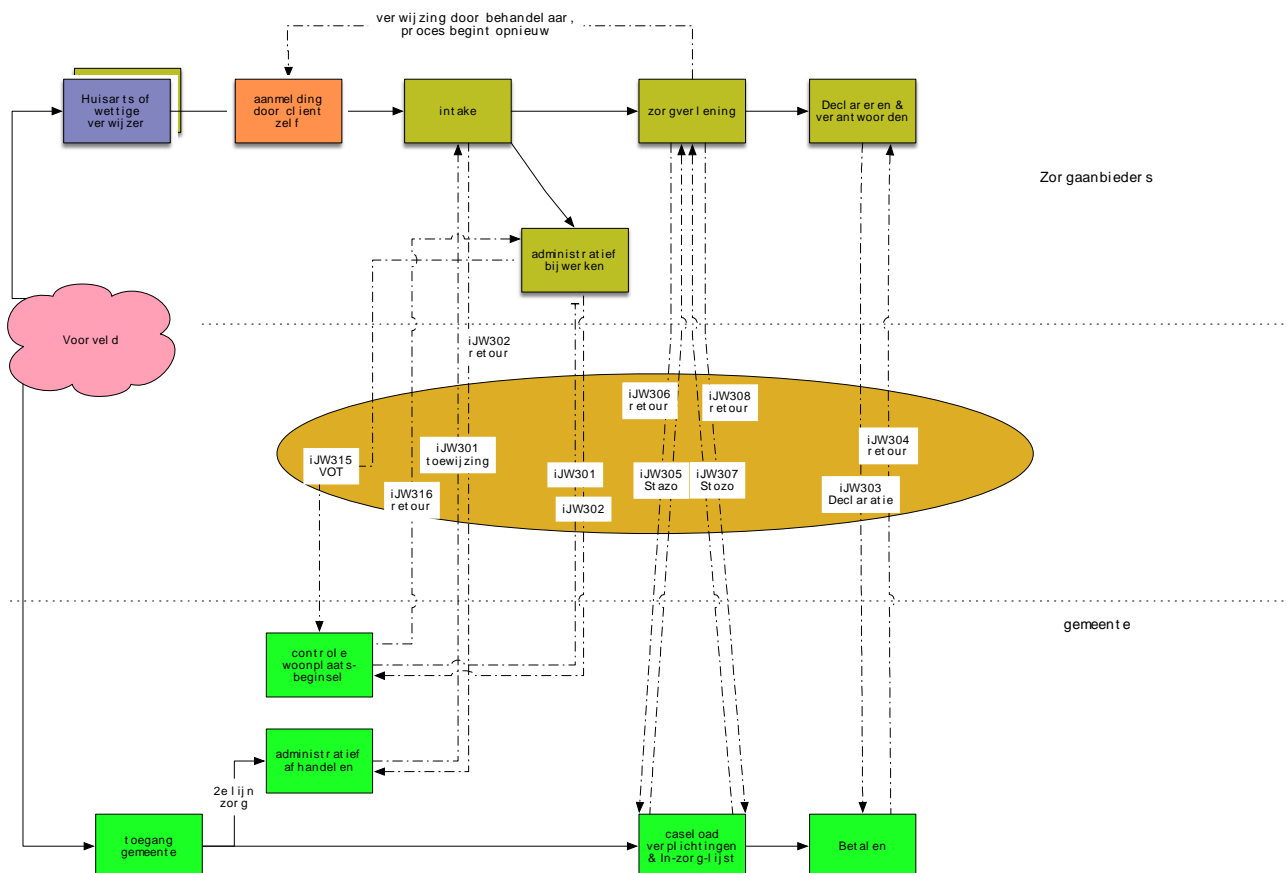 verwijzing door behandelaar,
proces begint opnieuw
Huisarts of
wettige
verwijzer
aanmelding
door client
zelf
intake
zorgverlening
Declareren &
verantwoorden
Zorgaanbieders
administratief
bijwerken
Voorveld
iJW302
retour
iJW306
retour
iJW308
retour
iJW304
retour
iJW315
VOT
iJW301
toewijzing
iJW316
retour
iJW301
iJW302
iJW305
Stazo
iJW307
Stozo
iJW303
Declaratie
gemeente
controle
woonplaats-
beginsel
administratief
afhandelen
2e lijn
zorg
toegang
gemeente
caseload
verplichtingen
& In-zorg-lijst
Betalen